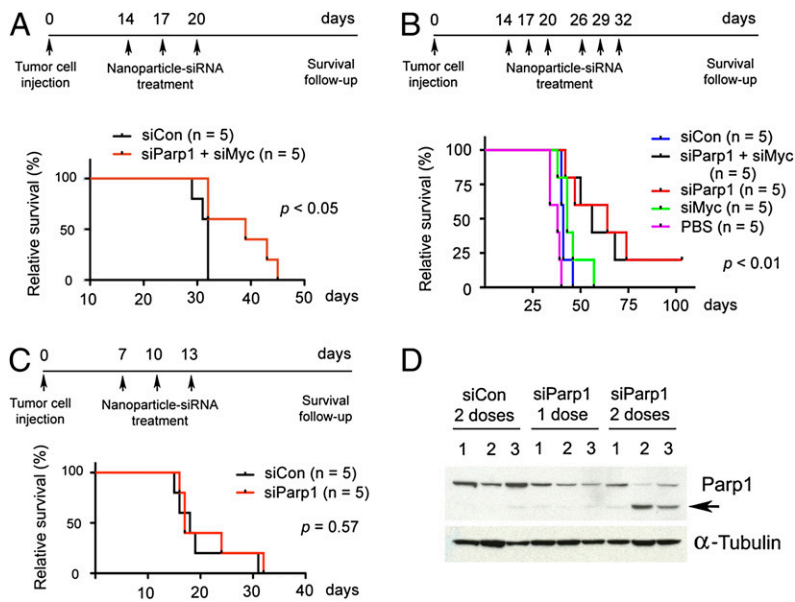 A
0 14 17 20 days
Tumor cell injection
Nanoparticle-siRNA treatment
Survival follow-up
siCon (n = 5)
siParp1 + siMyc (n = 5)
Relative survival (%)
100
50
0
p < 0.05
10 20 30 40 50
days
B
0 14 17 20 26 29 32 days
Tumor cell injection
Nanoparticle-siRNA treatment
Survival follow-up
Relative survival (%)
100
75
50
25
0
siCon (n = 5)
siParp1 + siMyc (n = 5)
siParp1 (n = 5)
siMyc (n = 5)
PBS (n = 5)
p < 0.01
25 50 75 100
days
C
0 7 10 13 days
Tumor cell injection
Nanoparticle-siRNA treatment
Survival follow-up
Relative survival (%)
100
50
0
siCon (n = 5)
siParp1 (n = 5)
p = 0.57
10 20 30 40
days
D
siCon 2 doses
siParp1 1 dose
siParp1 2 doses
1 2 3 1 2 3 1 2 3
Parp1
α-Tubulin